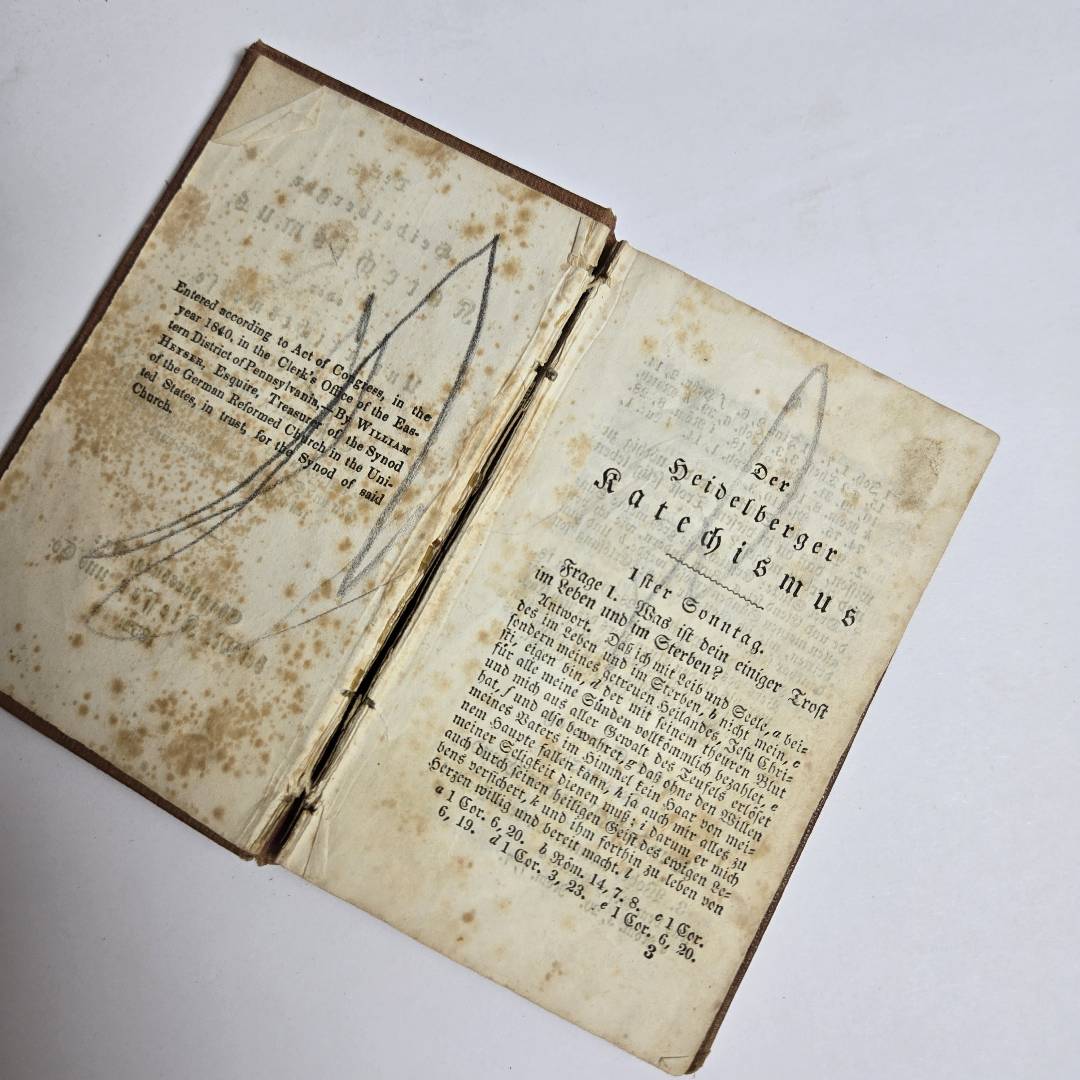 Entered according to Act of Congress, in the
year 1840, in the Clerk's Office of the Eas-
tern District of Pennsylvania,—By WILLIAM
HEYSER, Esquire, Treasurer of the Synod
of the German Reformed Church in the Uni-
ted States, in trust, for the Synod of said
Church.
Der
Heidelberger
Katechismus
1ster Sonntag.
Frage 1. Was ist dein einiger Trost
im Leben und im Sterben?
Antwort. Daß ich mit Leib und Seele, a bei-
des im Leben und im Sterben, b nicht mein, c
sondern meines getreuen Heilandes, Jesu Chri-
sti, eigen bin, d der mit seinem theuren Blut
für alle meine Sünden vollkommlich bezahlet, e
und mich aus aller Gewalt des Teufels erlöset
hat, f und also bewahret, g daß ohne den Willen
meines Vaters im Himmel kein Haar von mei-
nem Haupte fallen kann, h ja auch mir alles zu
meiner Seligkeit dienen muß; i darum er mich
auch durch seinen heiligen Geist des ewigen Le-
bens versichert, k und ihm forthin zu leben von
Herzen willig und bereit macht. l
a 1 Cor. 6, 20. b Röm. 14, 7. 8. c 1 Cor.
6, 19. d 1 Cor. 3, 23. e 1 Cor. 6, 20.
3